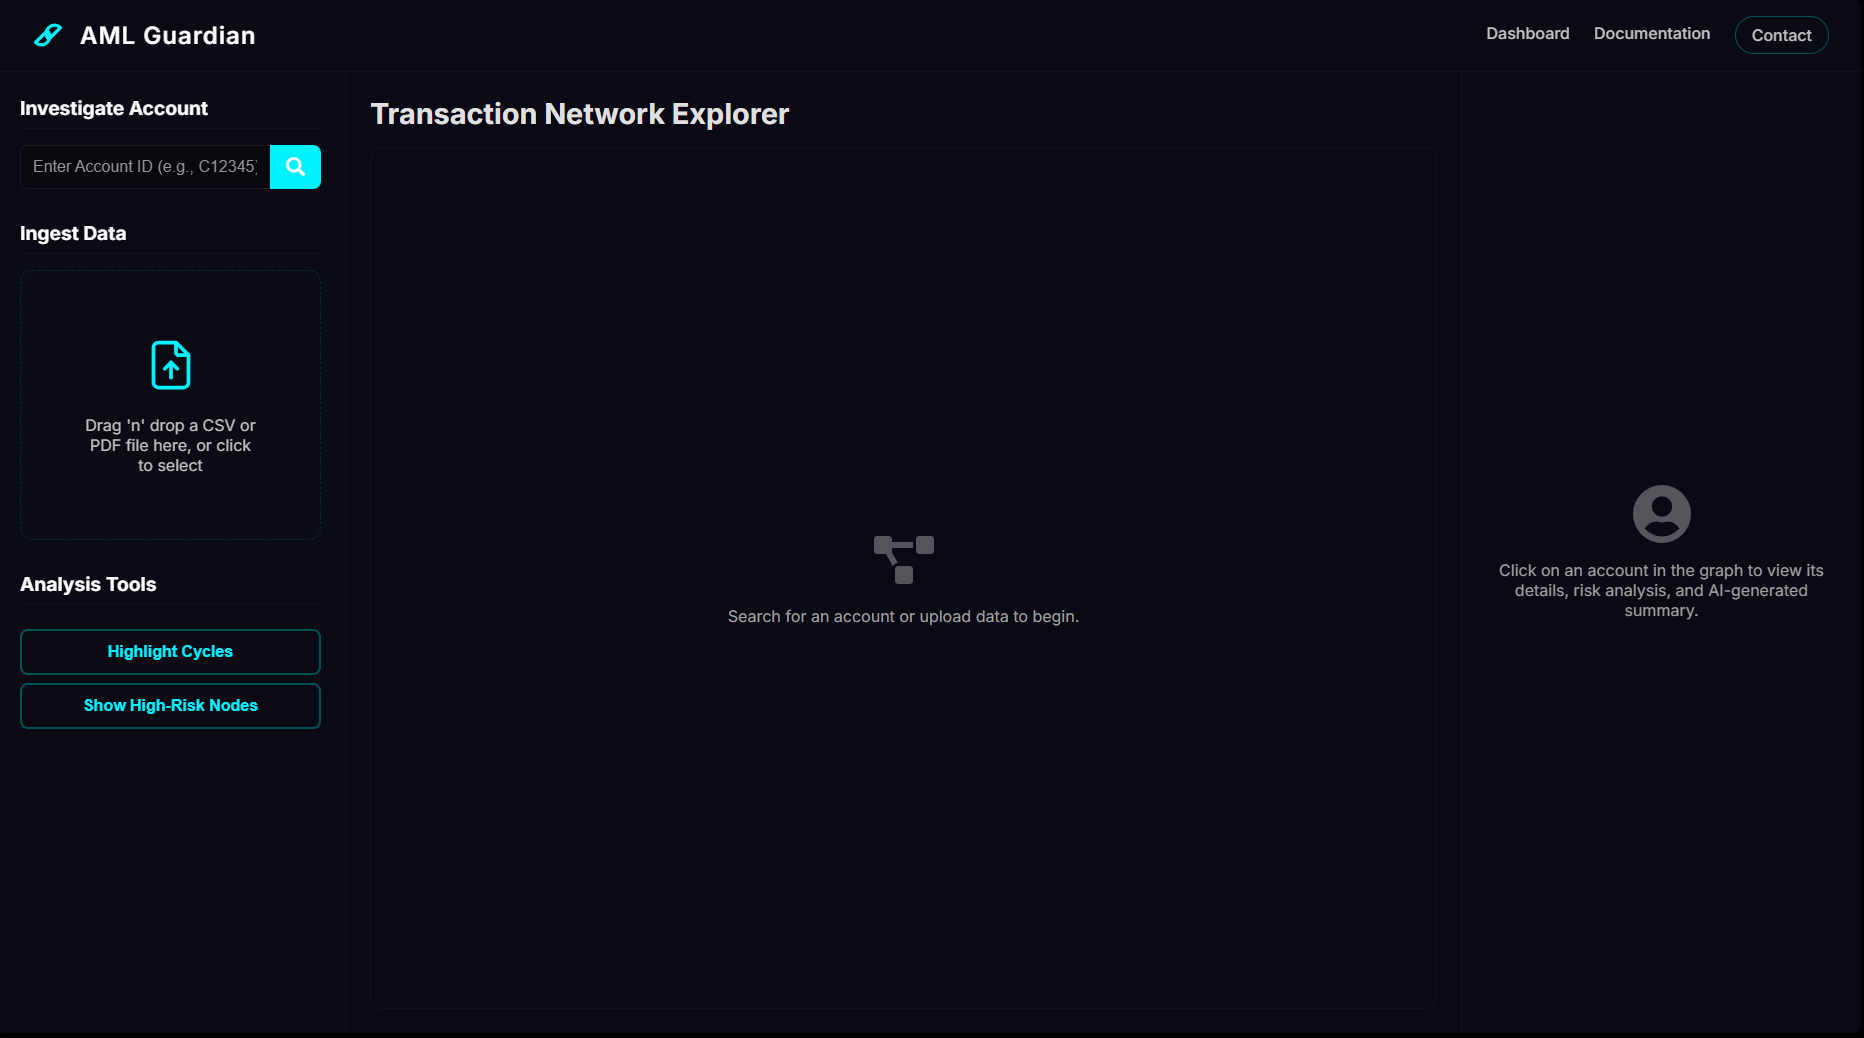 AML Guardian
Dashboard
Documentation
Contact
Investigate Account
Enter Account ID (e.g., C12345)
Ingest Data
Drag 'n' drop a CSV or
PDF file here, or click
to select
Analysis Tools
Highlight Cycles
Show High-Risk Nodes
Transaction Network Explorer
Search for an account or upload data to begin.
Click on an account in the graph to view its
details, risk analysis, and AI-generated
summary.